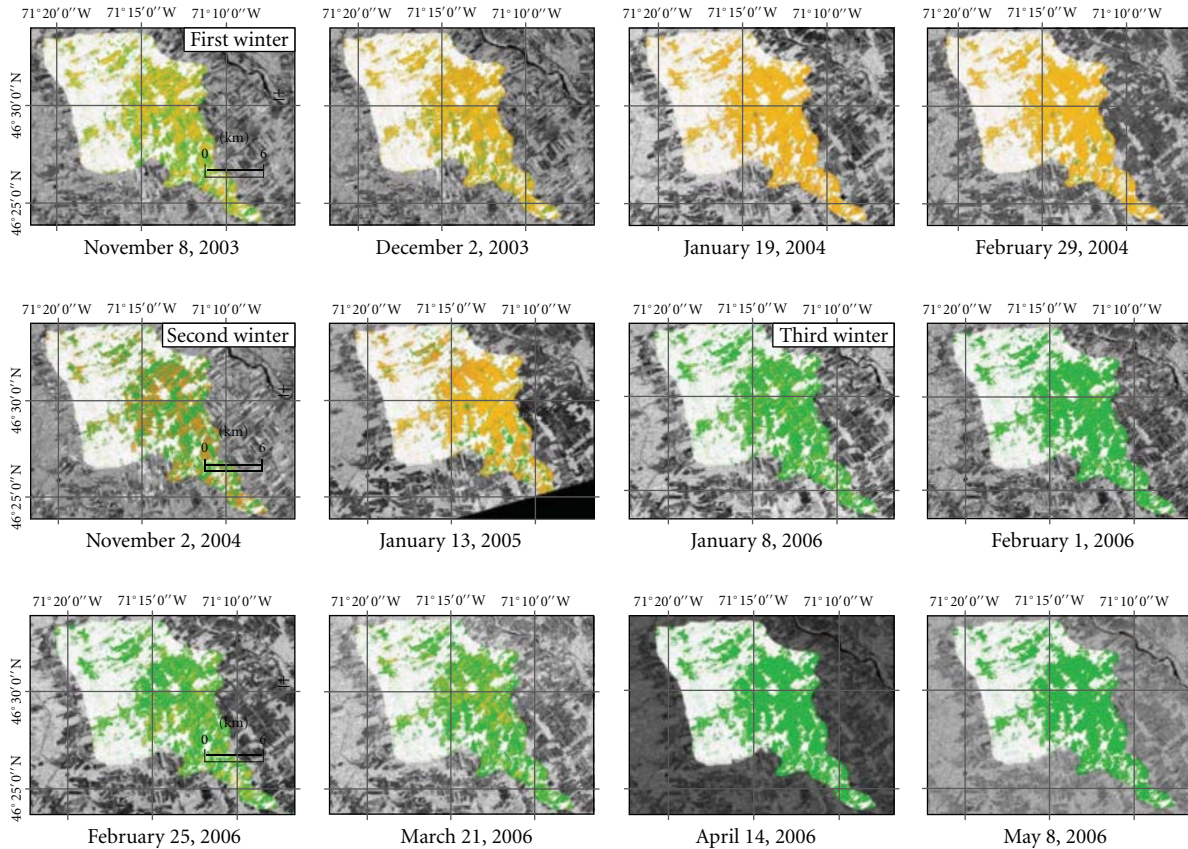 71°20′0′′W 71°15′0′′W 71°10′0′′W 71°20′0′′W 71°15′0′′W 71°10′0′′W 71°20′0′′W 71°15′0′′W 71°10′0′′W 71°20′0′′W 71°15′0′′W 71°10′0′′W
First winter
46°30′0′′N
(km)
0 6
46°25′0′′N
November 8, 2003 December 2, 2003 January 19, 2004 February 29, 2004
71°20′0′′W 71°15′0′′W 71°10′0′′W 71°20′0′′W 71°15′0′′W 71°10′0′′W 71°20′0′′W 71°15′0′′W 71°10′0′′W 71°20′0′′W 71°15′0′′W 71°10′0′′W
Second winter Third winter
46°30′0′′N
(km)
0 6
46°25′0′′N
November 2, 2004 January 13, 2005 January 8, 2006 February 1, 2006
71°20′0′′W 71°15′0′′W 71°10′0′′W 71°20′0′′W 71°15′0′′W 71°10′0′′W 71°20′0′′W 71°15′0′′W 71°10′0′′W 71°20′0′′W 71°15′0′′W 71°10′0′′W
46°30′0′′N
(km)
0 6
46°25′0′′N
February 25, 2006 March 21, 2006 April 14, 2006 May 8, 2006